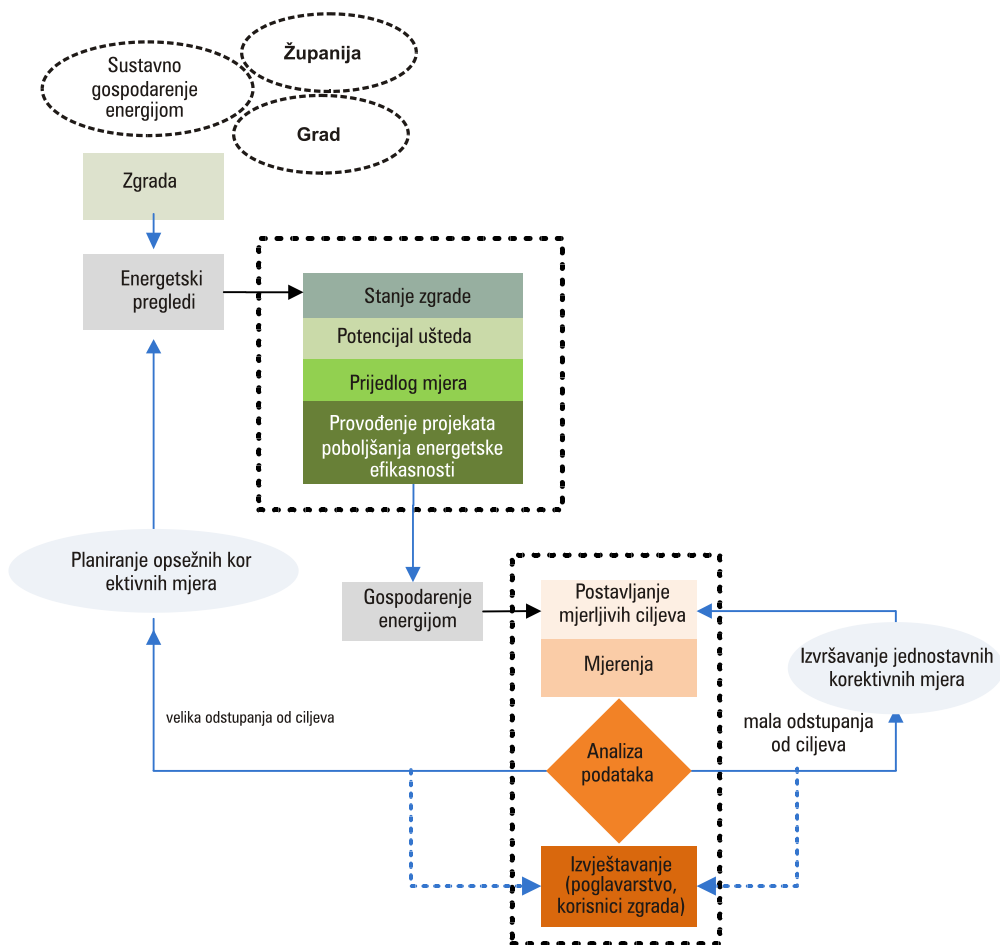 Županija
Sustavno
gospodarenje
energijom
Grad
Zgrada
Energetski
pregledi
Stanje zgrade
Potencijal ušteda
Prijedlog mjera
Provođenje projekata
poboljšanja energetske
efikasnosti
Planiranje opsežnih kor
ektivnih mjera
Gospodarenje
energijom
Postavljanje
mjerljivih ciljeva
Mjerenja
Izvršavanje jednostavnih
korektivnih mjera
velika odstupanja od ciljeva
mala odstupanja
od ciljeva
Analiza
podataka
Izvještavanje
(poglavarstvo,
korisnici zgrada)